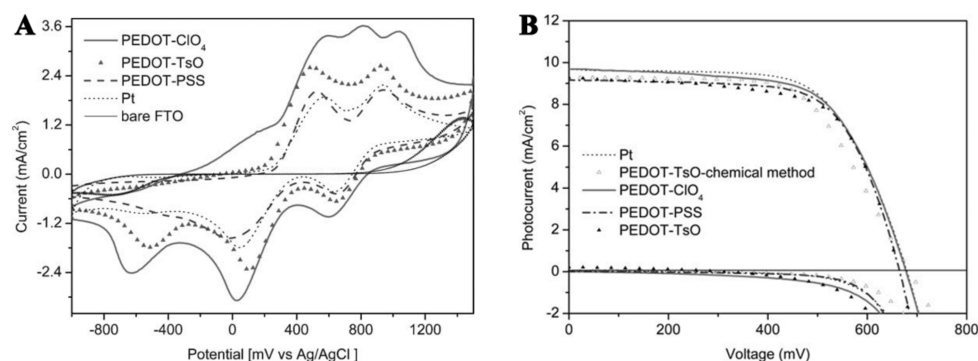 A
3.6
2.4
1.2
0.0
-1.2
-2.4
Current (mA/cm²)
PEDOT-ClO₄
PEDOT-TsO
PEDOT-PSS
Pt
bare FTO
-1000
-800
-400
0
400
800
1200
Potential [mV vs Ag/AgCl ]
B
12
10
8
6
4
2
0
-2
Photocurrent (mA/cm²)
Pt
PEDOT-TsO-chemical method
PEDOT-ClO₄
PEDOT-PSS
PEDOT-TsO
0
200
400
600
800
Voltage (mV)